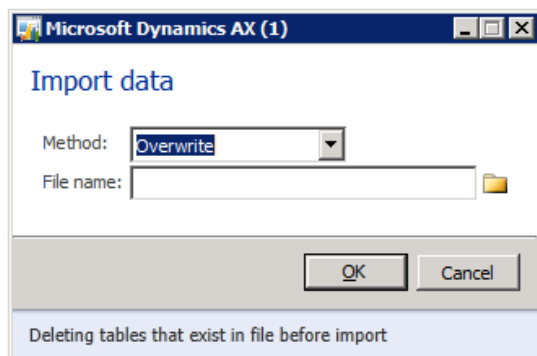 Microsoft Dynamics AX (1)
Import data
Method: Overwrite
File name:
OK Cancel
Deleting tables that exist in file before import